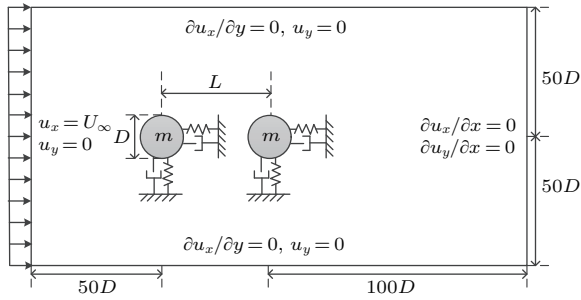 ∂u_x/∂y = 0, u_y = 0
L
50D
u_x = U_∞
u_y = 0
D
m
m
∂u_x/∂x = 0
∂u_y/∂x = 0
50D
∂u_x/∂y = 0, u_y = 0
50D
100D